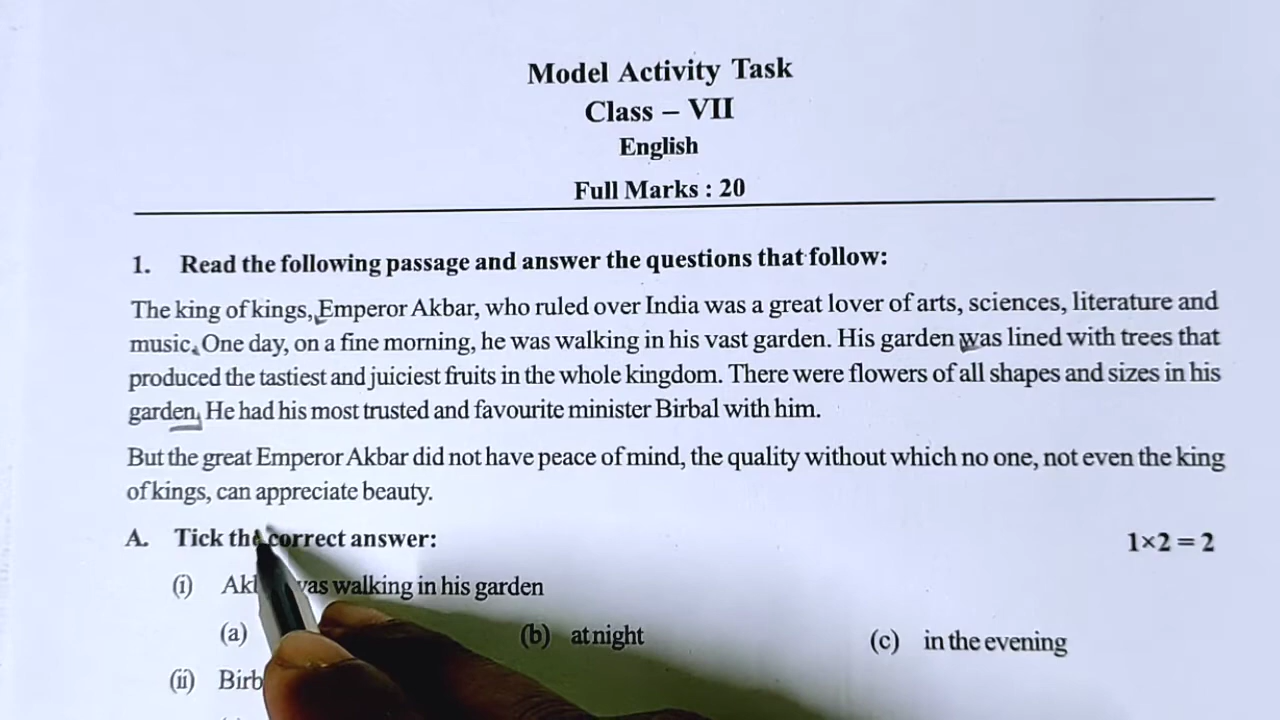 Model Activity Task
Class – VII
English
Full Marks : 20
1. Read the following passage and answer the questions that follow:
The king of kings, Emperor Akbar, who ruled over India was a great lover of arts, sciences, literature and
music. One day, on a fine morning, he was walking in his vast garden. His garden was lined with trees that
produced the tastiest and juiciest fruits in the whole kingdom. There were flowers of all shapes and sizes in his
garden. He had his most trusted and favourite minister Birbal with him.
But the great Emperor Akbar did not have peace of mind, the quality without which no one, not even the king
of kings, can appreciate beauty.
A. Tick the correct answer: 1×2 = 2
(i) was walking in his garden
(a) (b) at night (c) in the evening
(ii)